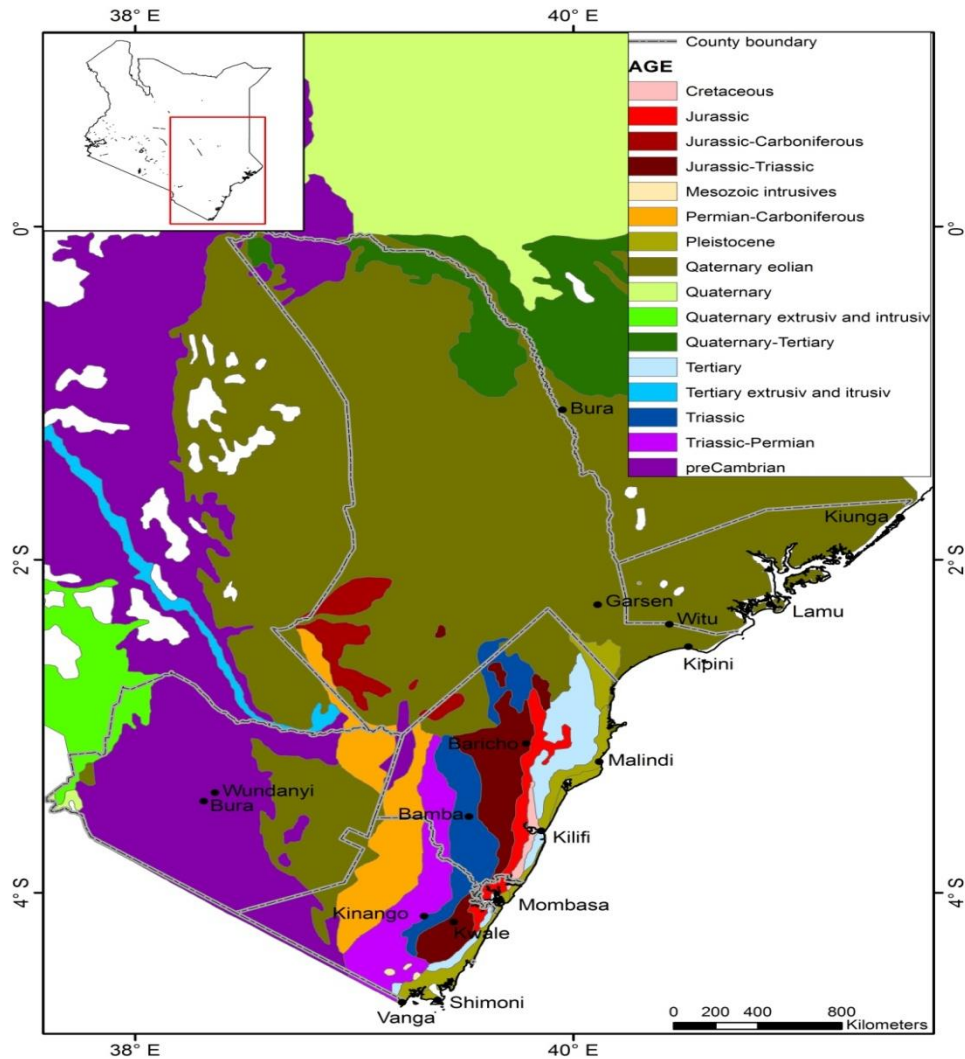 38° E
40° E
County boundary
AGE
Cretaceous
Jurassic
Jurassic-Carboniferous
Jurassic-Triassic
Mesozoic intrusives
Permian-Carboniferous
Pleistocene
Qaternary eolian
Quaternary
Quaternary extrusiv and intrusiv
Quaternary-Tertiary
Tertiary
Tertiary extrusiv and itrusiv
Triassic
Triassic-Permian
preCambrian
0°
0°
Bura
Kiunga
2° S
2° S
Garsen
Lamu
Witu
Kipini
Baricho
Malindi
Wundanyi
Bura
Bamba
Kilifi
4° S
4° S
Mombasa
Kinango
Kwale
Shimoni
Vanga
0 200 400 800
Kilometers
38° E
40° E